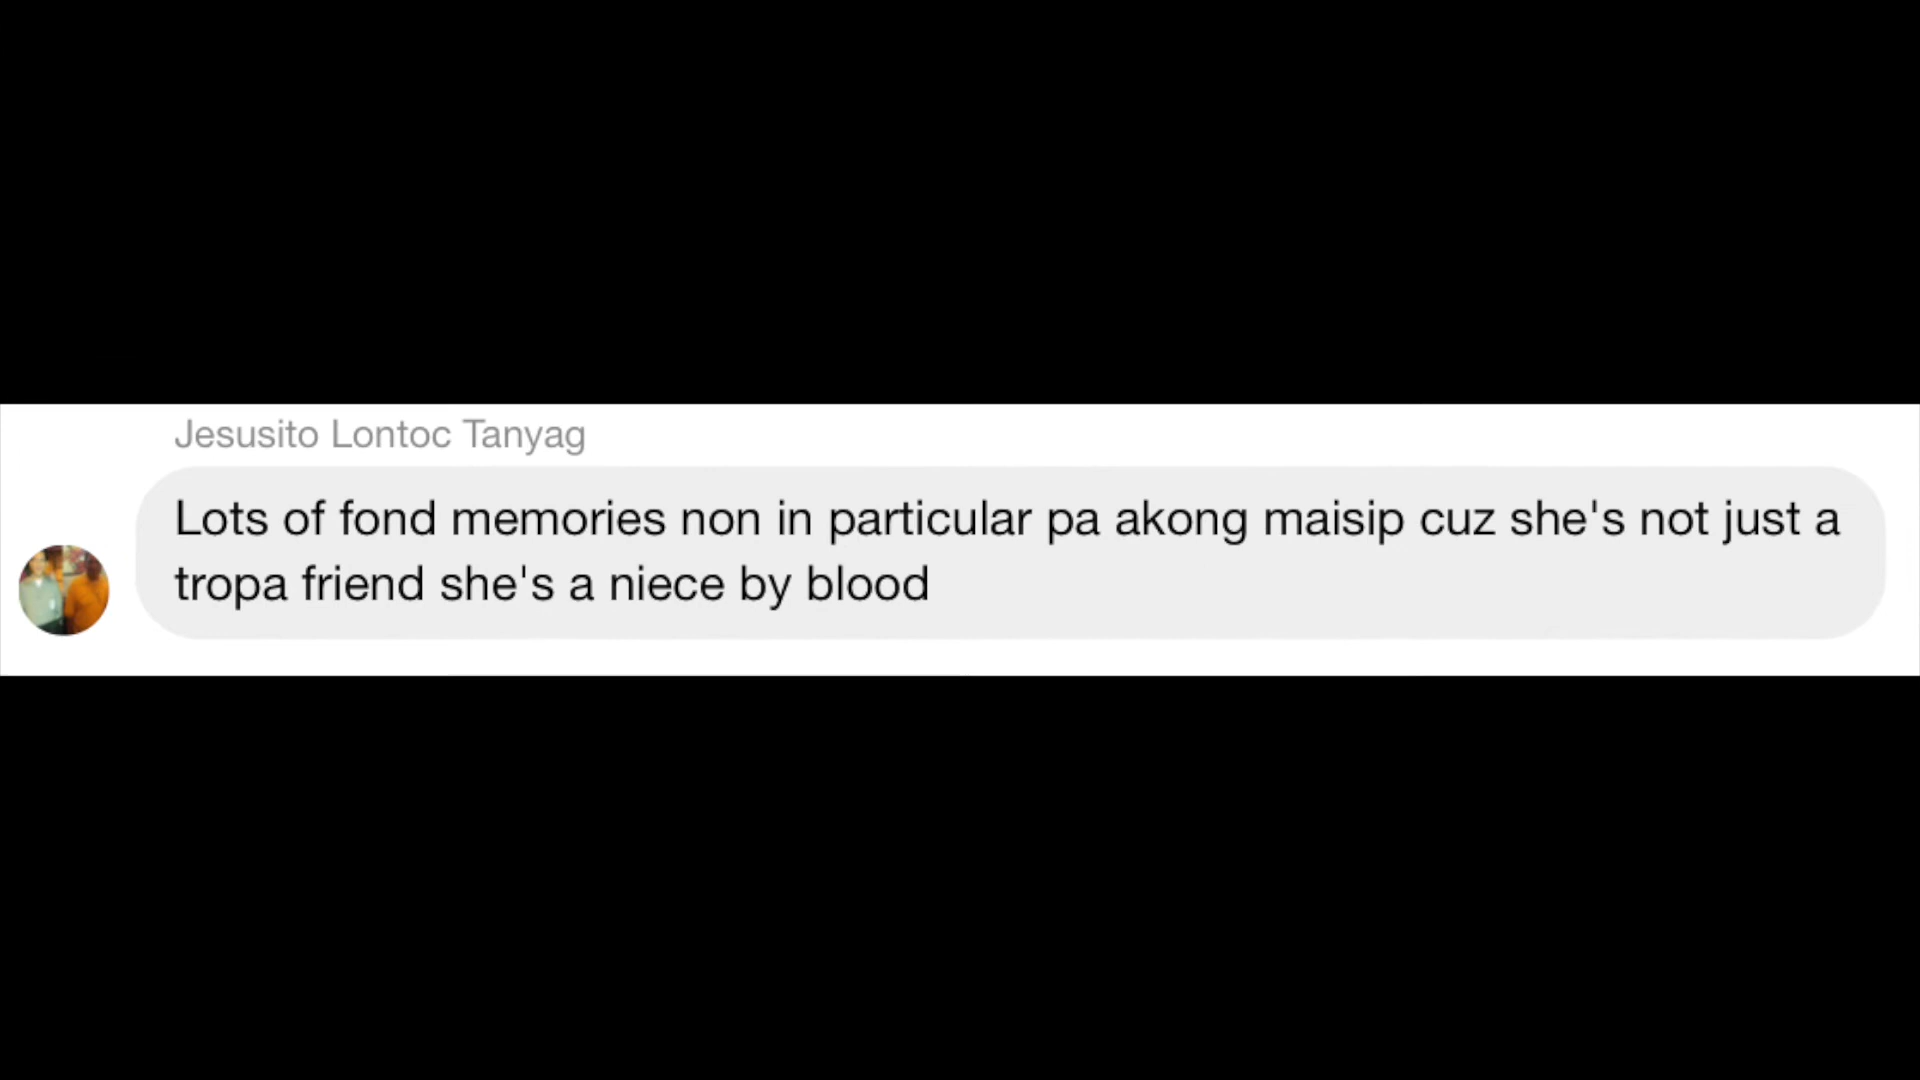 Jesusito Lontoc Tanyag
Lots of fond memories non in particular pa akong maisip cuz she's not just a
tropa friend she's a niece by blood